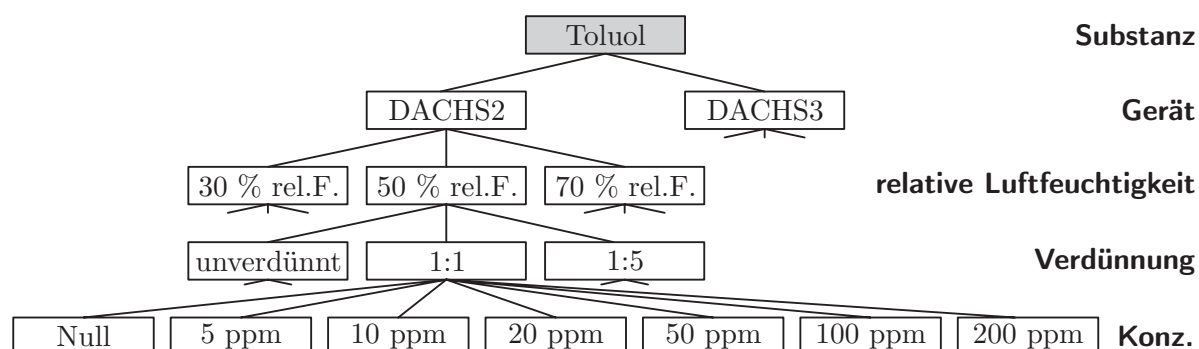 Toluol Substanz
DACHS2 DACHS3 Gerät
30 % rel.F. 50 % rel.F. 70 % rel.F. relative Luftfeuchtigkeit
unverdünnt 1:1 1:5 Verdünnung
Null 5 ppm 10 ppm 20 ppm 50 ppm 100 ppm 200 ppm Konz.